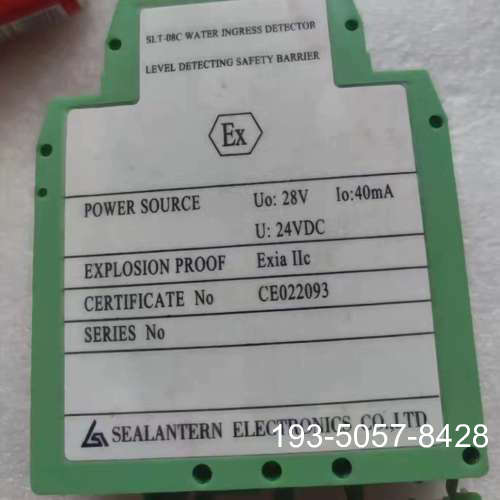 SLT-08C WATER INGRESS DETECTOR
LEVEL DETECTING SAFETY BARRIER
Ex
POWER SOURCE Uo: 28V Io:40mA
U: 24VDC
EXPLOSION PROOF Exia IIc
CERTIFICATE No CE022093
SERIES No
SEALANTERN ELECTRONICS CO LTD
193-5057-8428